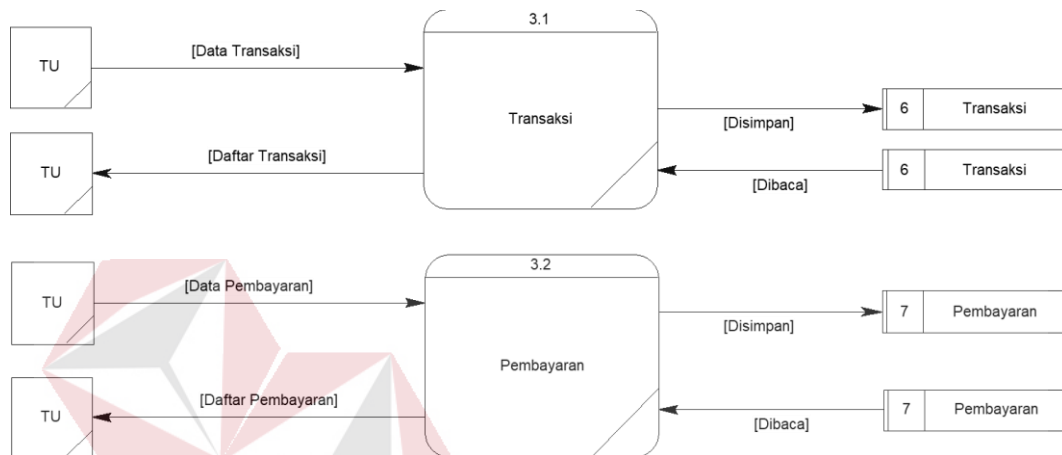 3.1
TU
[Data Transaksi]
Transaksi
[Disimpan]
6 Transaksi
TU
[Daftar Transaksi]
[Dibaca]
6 Transaksi
3.2
TU
[Data Pembayaran]
Pembayaran
[Disimpan]
7 Pembayaran
TU
[Daftar Pembayaran]
[Dibaca]
7 Pembayaran